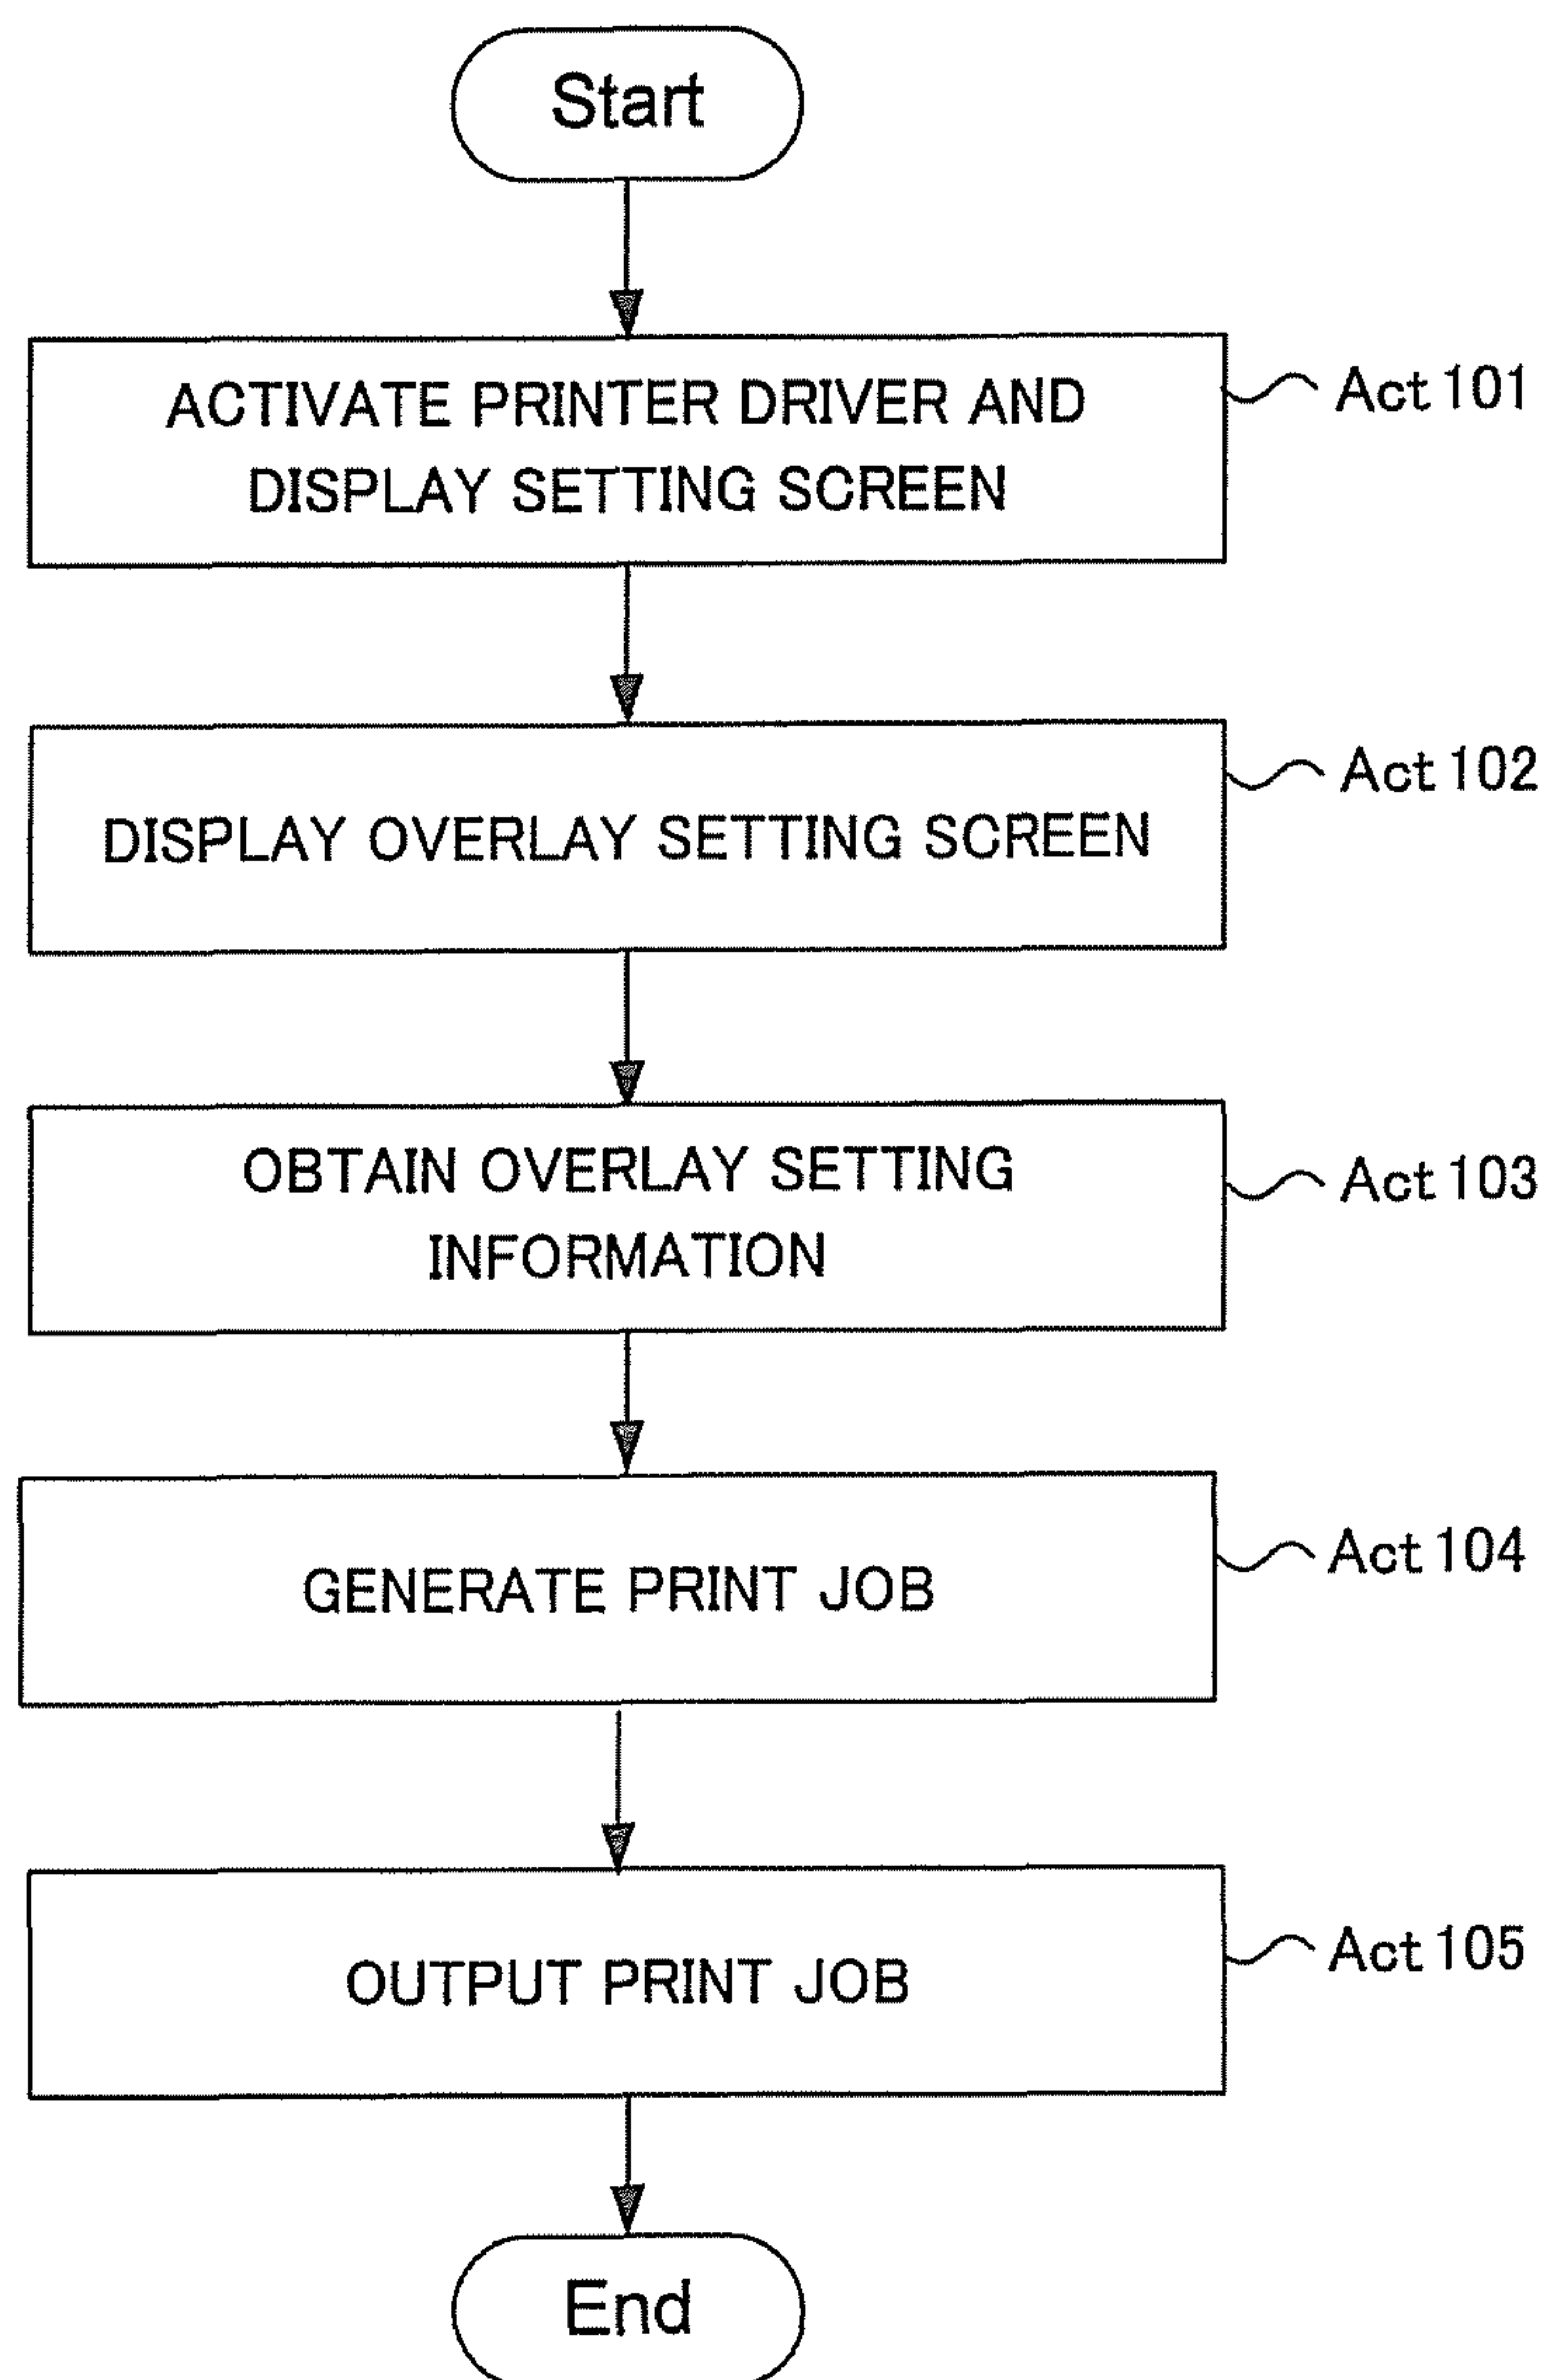 Start
ACTIVATE PRINTER DRIVER AND
DISPLAY SETTING SCREEN
Act 101
DISPLAY OVERLAY SETTING SCREEN
Act 102
OBTAIN OVERLAY SETTING
INFORMATION
Act 103
GENERATE PRINT JOB
Act 104
OUTPUT PRINT JOB
Act 105
End